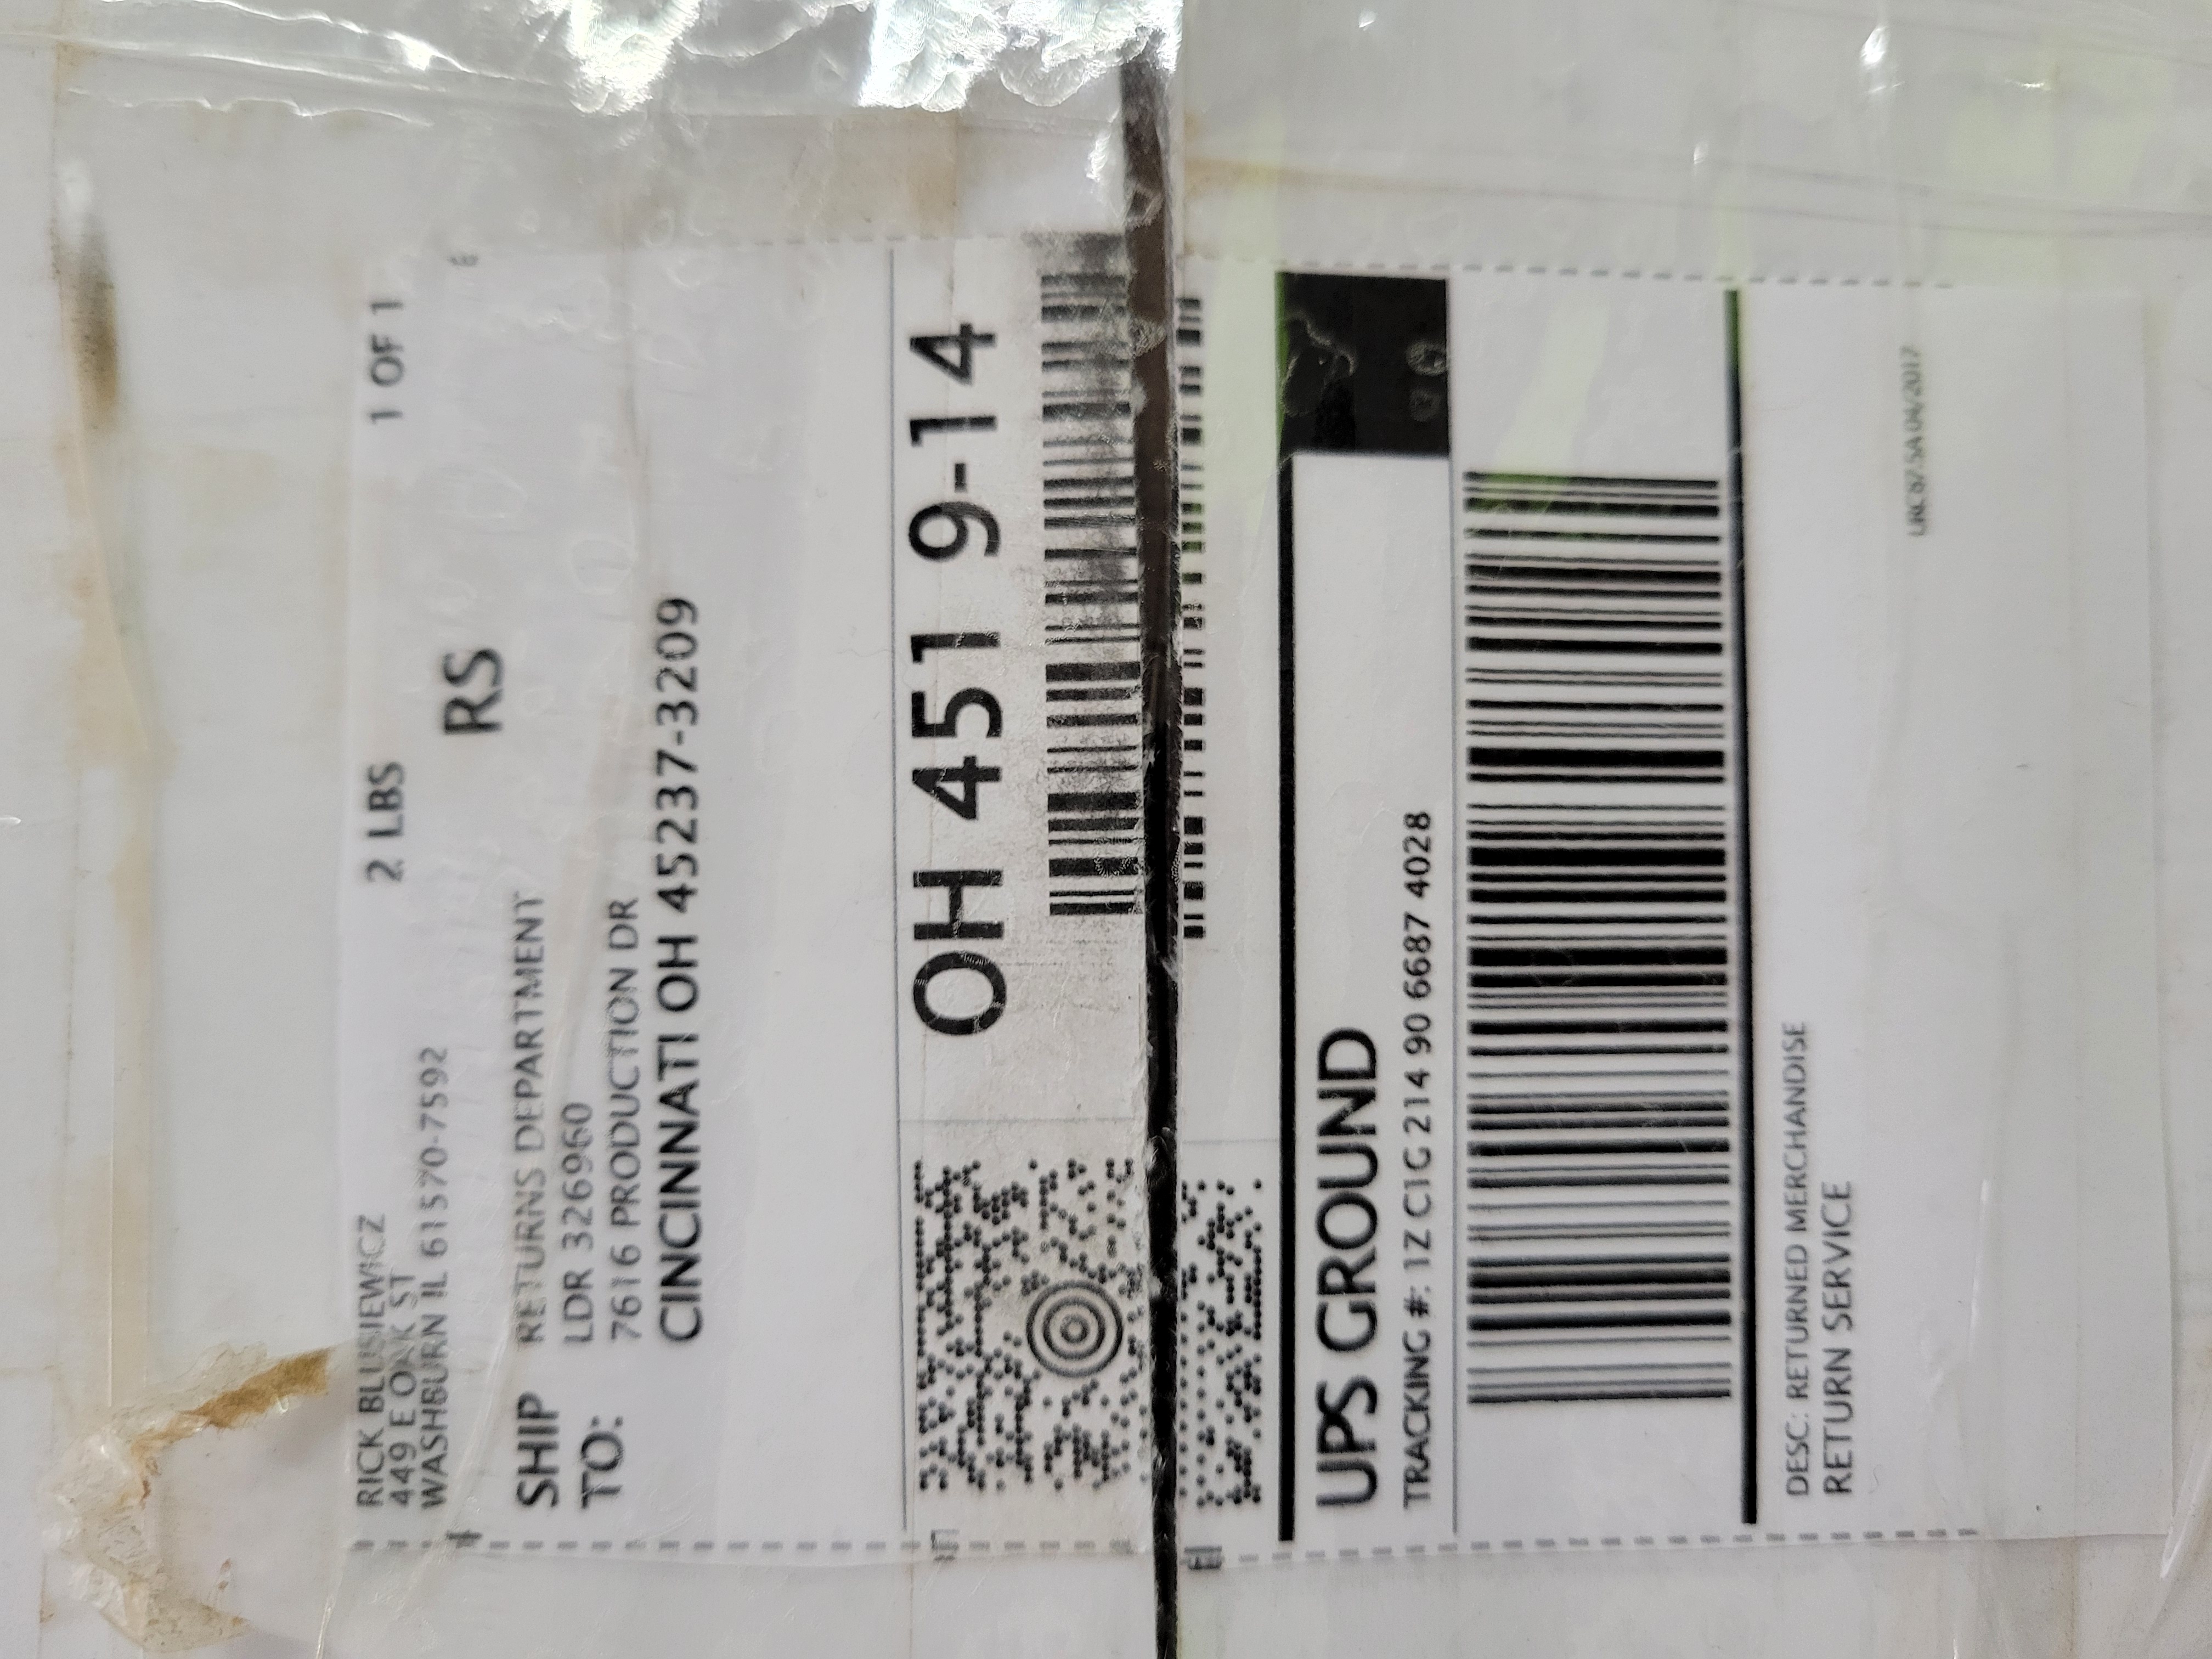 RICK BLUSIEWICZ
449 E OAK ST
WASHBURN IL 61570-7592
2 LBS
1 OF 1
RS
SHIP TO:
RETURNS DEPARTMENT
LDR 326960
7616 PRODUCTION DR
CINCINNATI OH 45237-3209
OH 451 9-14
UPS GROUND
TRACKING #: 1Z C1G 214 90 6687 4028
DESC: RETURNED MERCHANDISE
RETURN SERVICE